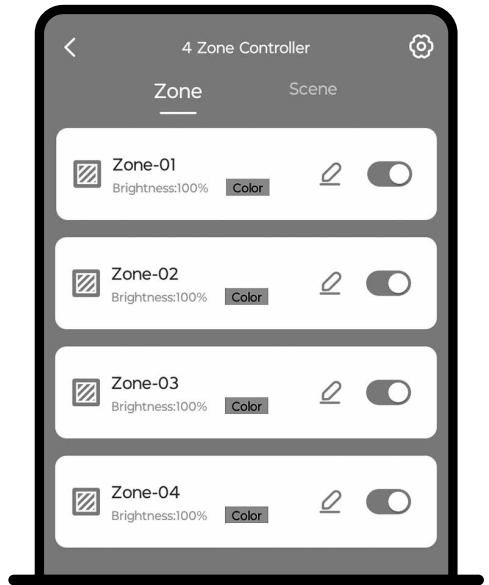 4 Zone Controller
Zone Scene
Zone-01
Brightness:100% Color
Zone-02
Brightness:100% Color
Zone-03
Brightness:100% Color
Zone-04
Brightness:100% Color